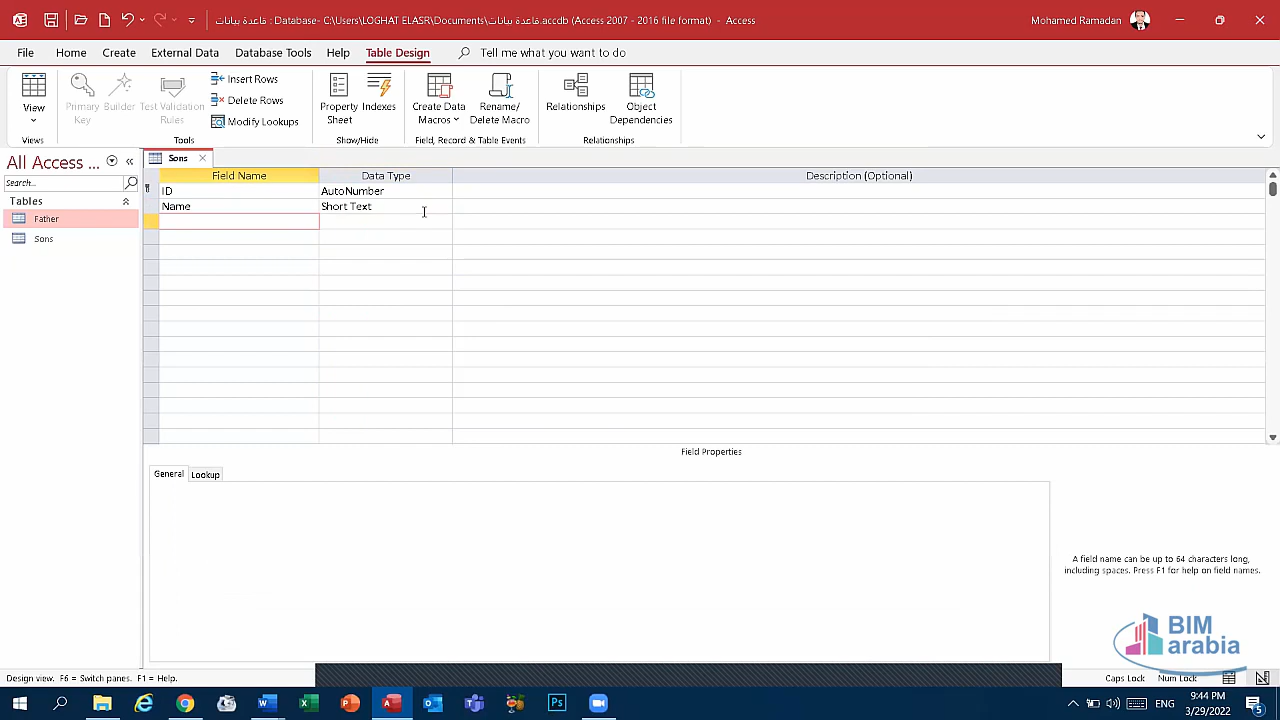 قاعدة بيانات : Database- C:\Users\LOGHAT ELASR\Documents\قاعدة بيانات.accdb (Access 2007 - 2016 file format) - Access
Mohamed Ramadan
File Home Create External Data Database Tools Help Table Design Tell me what you want to do
View
Primary Key
Builder
Test Validation Rules
Insert Rows
Delete Rows
Modify Lookups
Property Sheet
Indexes
Create Data Macros
Rename/ Delete Macro
Relationships
Object Dependencies
Views Tools Show/Hide Field, Record & Table Events Relationships
All Access ...
Search...
Tables
Father
Sons
Sons
Field Name Data Type Description (Optional)
ID AutoNumber
Name Short Text
Field Properties
General Lookup
A field name can be up to 64 characters long,
including spaces. Press F1 for help on field names.
BIM
arabia
Design view. F6 = Switch panes. F1 = Help.
Caps Lock Num Lock
ENG
9:44 PM
3/29/2022
5